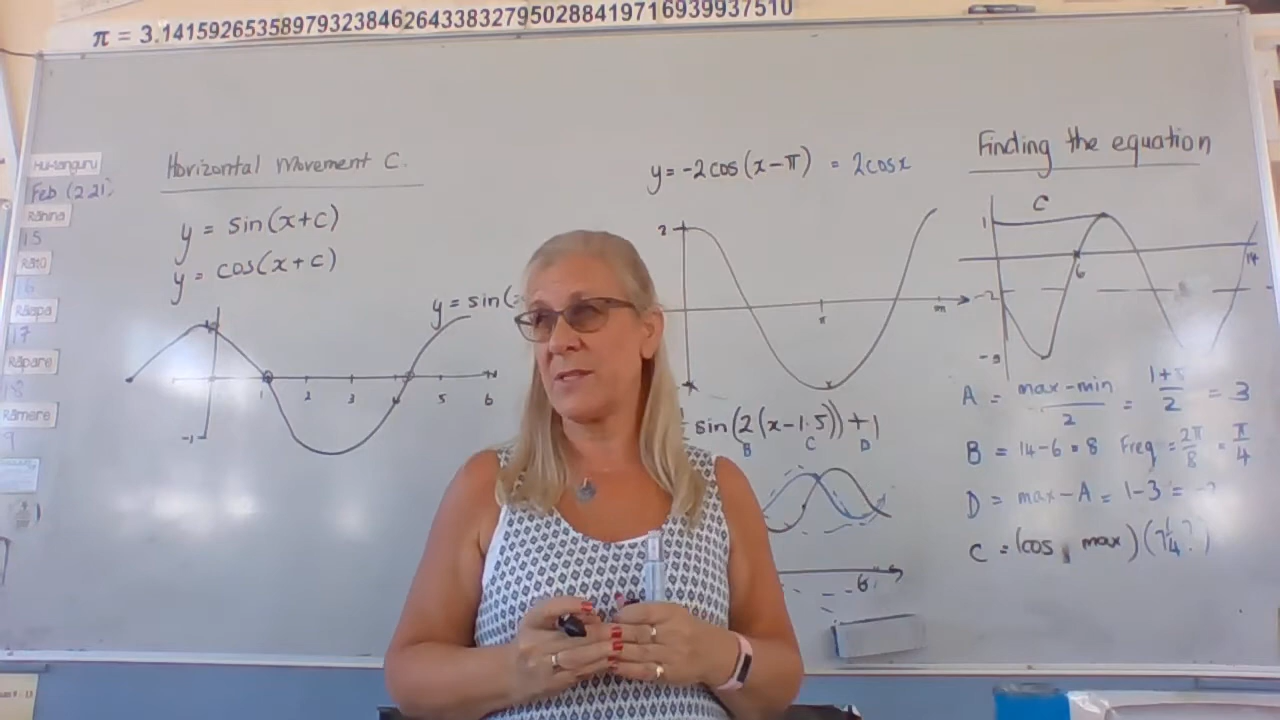 π = 3.14159265358979323846264338327950288419716939937510
Hui-tanguru
Feb (2.21)
Rāhina
15
Rātū
16
Rāapa
17
Rāpare
18
Rāmere
9
Horizontal Movement C.
y = sin(x+c)
y = cos(x+c)
y = sin(
-1
1 2 3 5 6
y = -2cos(x-π) = 2cosx
2
π
sin(2(x-1.5))+1
B C D
6
Finding the equation
C
1
6
14
-2
A = max-min/2 = 1+5/2 = 3
B = 14-6 = 8 Freq = 2π/8 = π/4
D = max-A = 1-3 =
C = (cos, max) (7¼?)